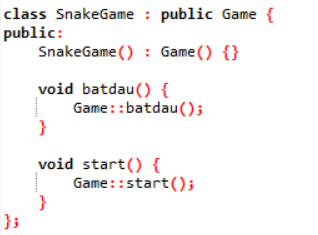 class SnakeGame : public Game {
public:
    SnakeGame() : Game() {}

    void batdau() {
        Game::batdau();
    }

    void start() {
        Game::start();
    }
};